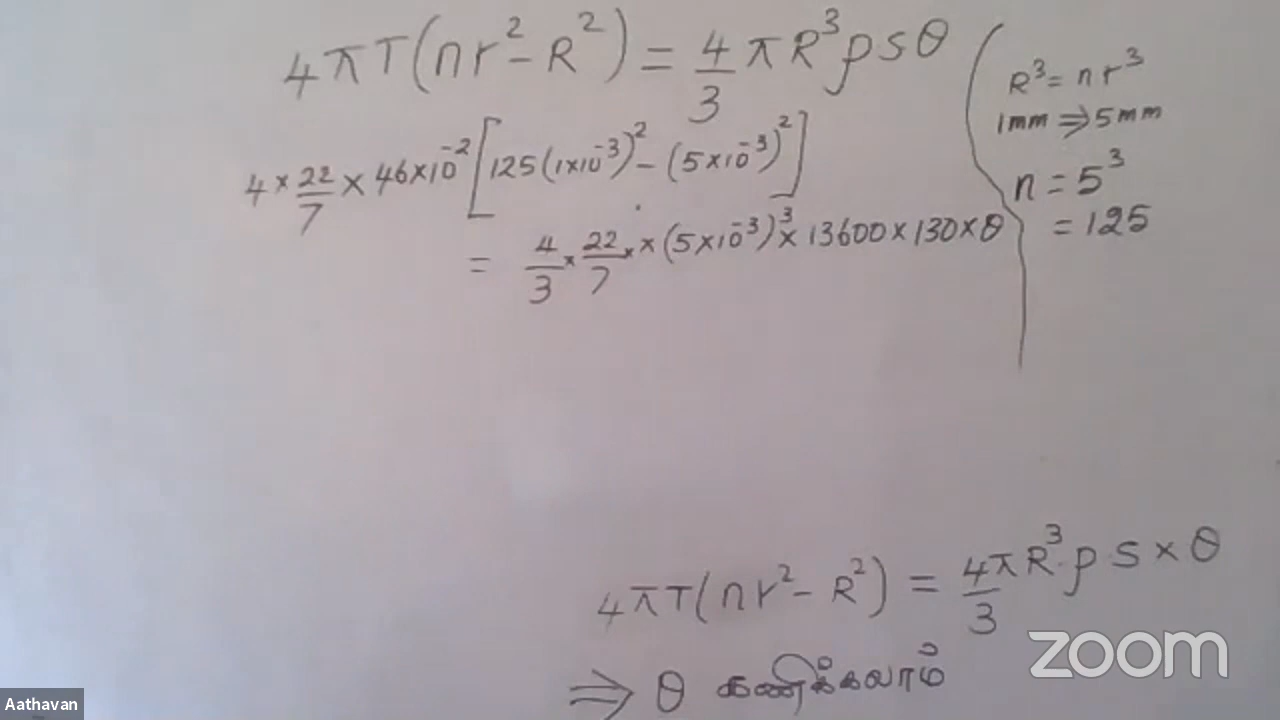 4πT(nr²-R²) = 4/3 πR³ρsθ
R³ = nr³
1mm ⇒ 5mm
n = 5³
= 125
4 × 22/7 × 46×10⁻² [125(1×10⁻³)² - (5×10⁻³)²]
= 4/3 × 22/7 × × (5×10⁻³)³ × 13600 × 130 × θ
4πT(nr² - R²) = 4/3 πR³.ρ.s × θ
⇒ θ கணிக்கலாம்
zoom
Aathavan